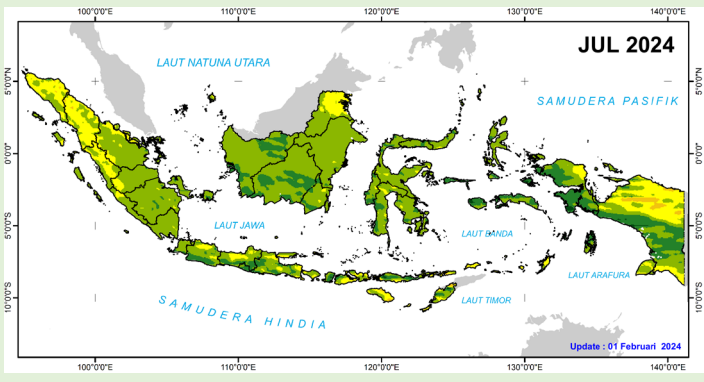 100°0'0"E 110°0'0"E 120°0'0"E 130°0'0"E 140°0'0"E
JUL 2024
LAUT NATUNA UTARA
SAMUDERA PASIFIK
5°0'0"N 5°0'0"N
0°0'0" 0°0'0"
LAUT JAWA
LAUT BANDA
5°0'0"S 5°0'0"S
LAUT ARAFURA
LAUT TIMOR
10°0'0"S 10°0'0"S
SAMUDERA HINDIA
Update : 01 Februari 2024
100°0'0"E 110°0'0"E 120°0'0"E 130°0'0"E 140°0'0"E